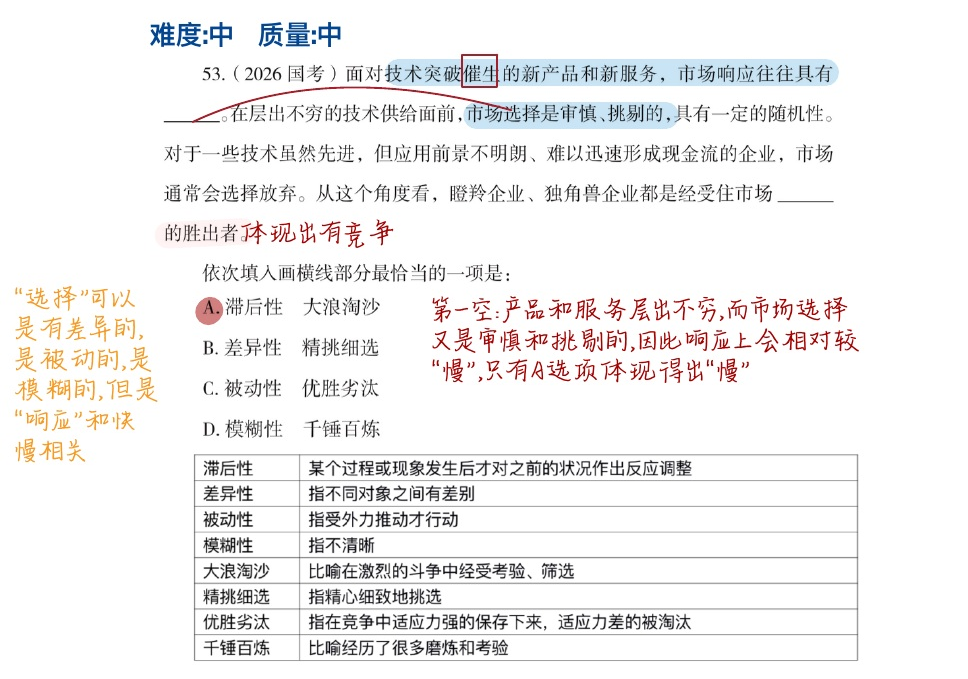 难度:中 质量:中
53.（2026 国考）面对技术突破催生的新产品和新服务，市场响应往往具有
______。在层出不穷的技术供给面前，市场选择是审慎、挑剔的，具有一定的随机性。
对于一些技术虽然先进，但应用前景不明朗、难以迅速形成现金流的企业，市场
通常会选择放弃。从这个角度看，瞪羚企业、独角兽企业都是经受住市场 ______
的胜出者。体现出有竞争
依次填入画横线部分最恰当的一项是：
A. 滞后性 大浪淘沙
B. 差异性 精挑细选
C. 被动性 优胜劣汰
D. 模糊性 千锤百炼
“选择”可以
是有差异的,
是被动的,是
模糊的,但是
“响应”和快
慢相关
第一空:产品和服务层出不穷,而市场选择
又是审慎和挑剔的,因此响应上会相对较
“慢”,只有A选项体现得出“慢”
滞后性 某个过程或现象发生后才对之前的状况作出反应调整
差异性 指不同对象之间有差别
被动性 指受外力推动才行动
模糊性 指不清晰
大浪淘沙 比喻在激烈的斗争中经受考验、筛选
精挑细选 指精心细致地挑选
优胜劣汰 指在竞争中适应力强的保存下来，适应力差的被淘汰
千锤百炼 比喻经历了很多磨炼和考验